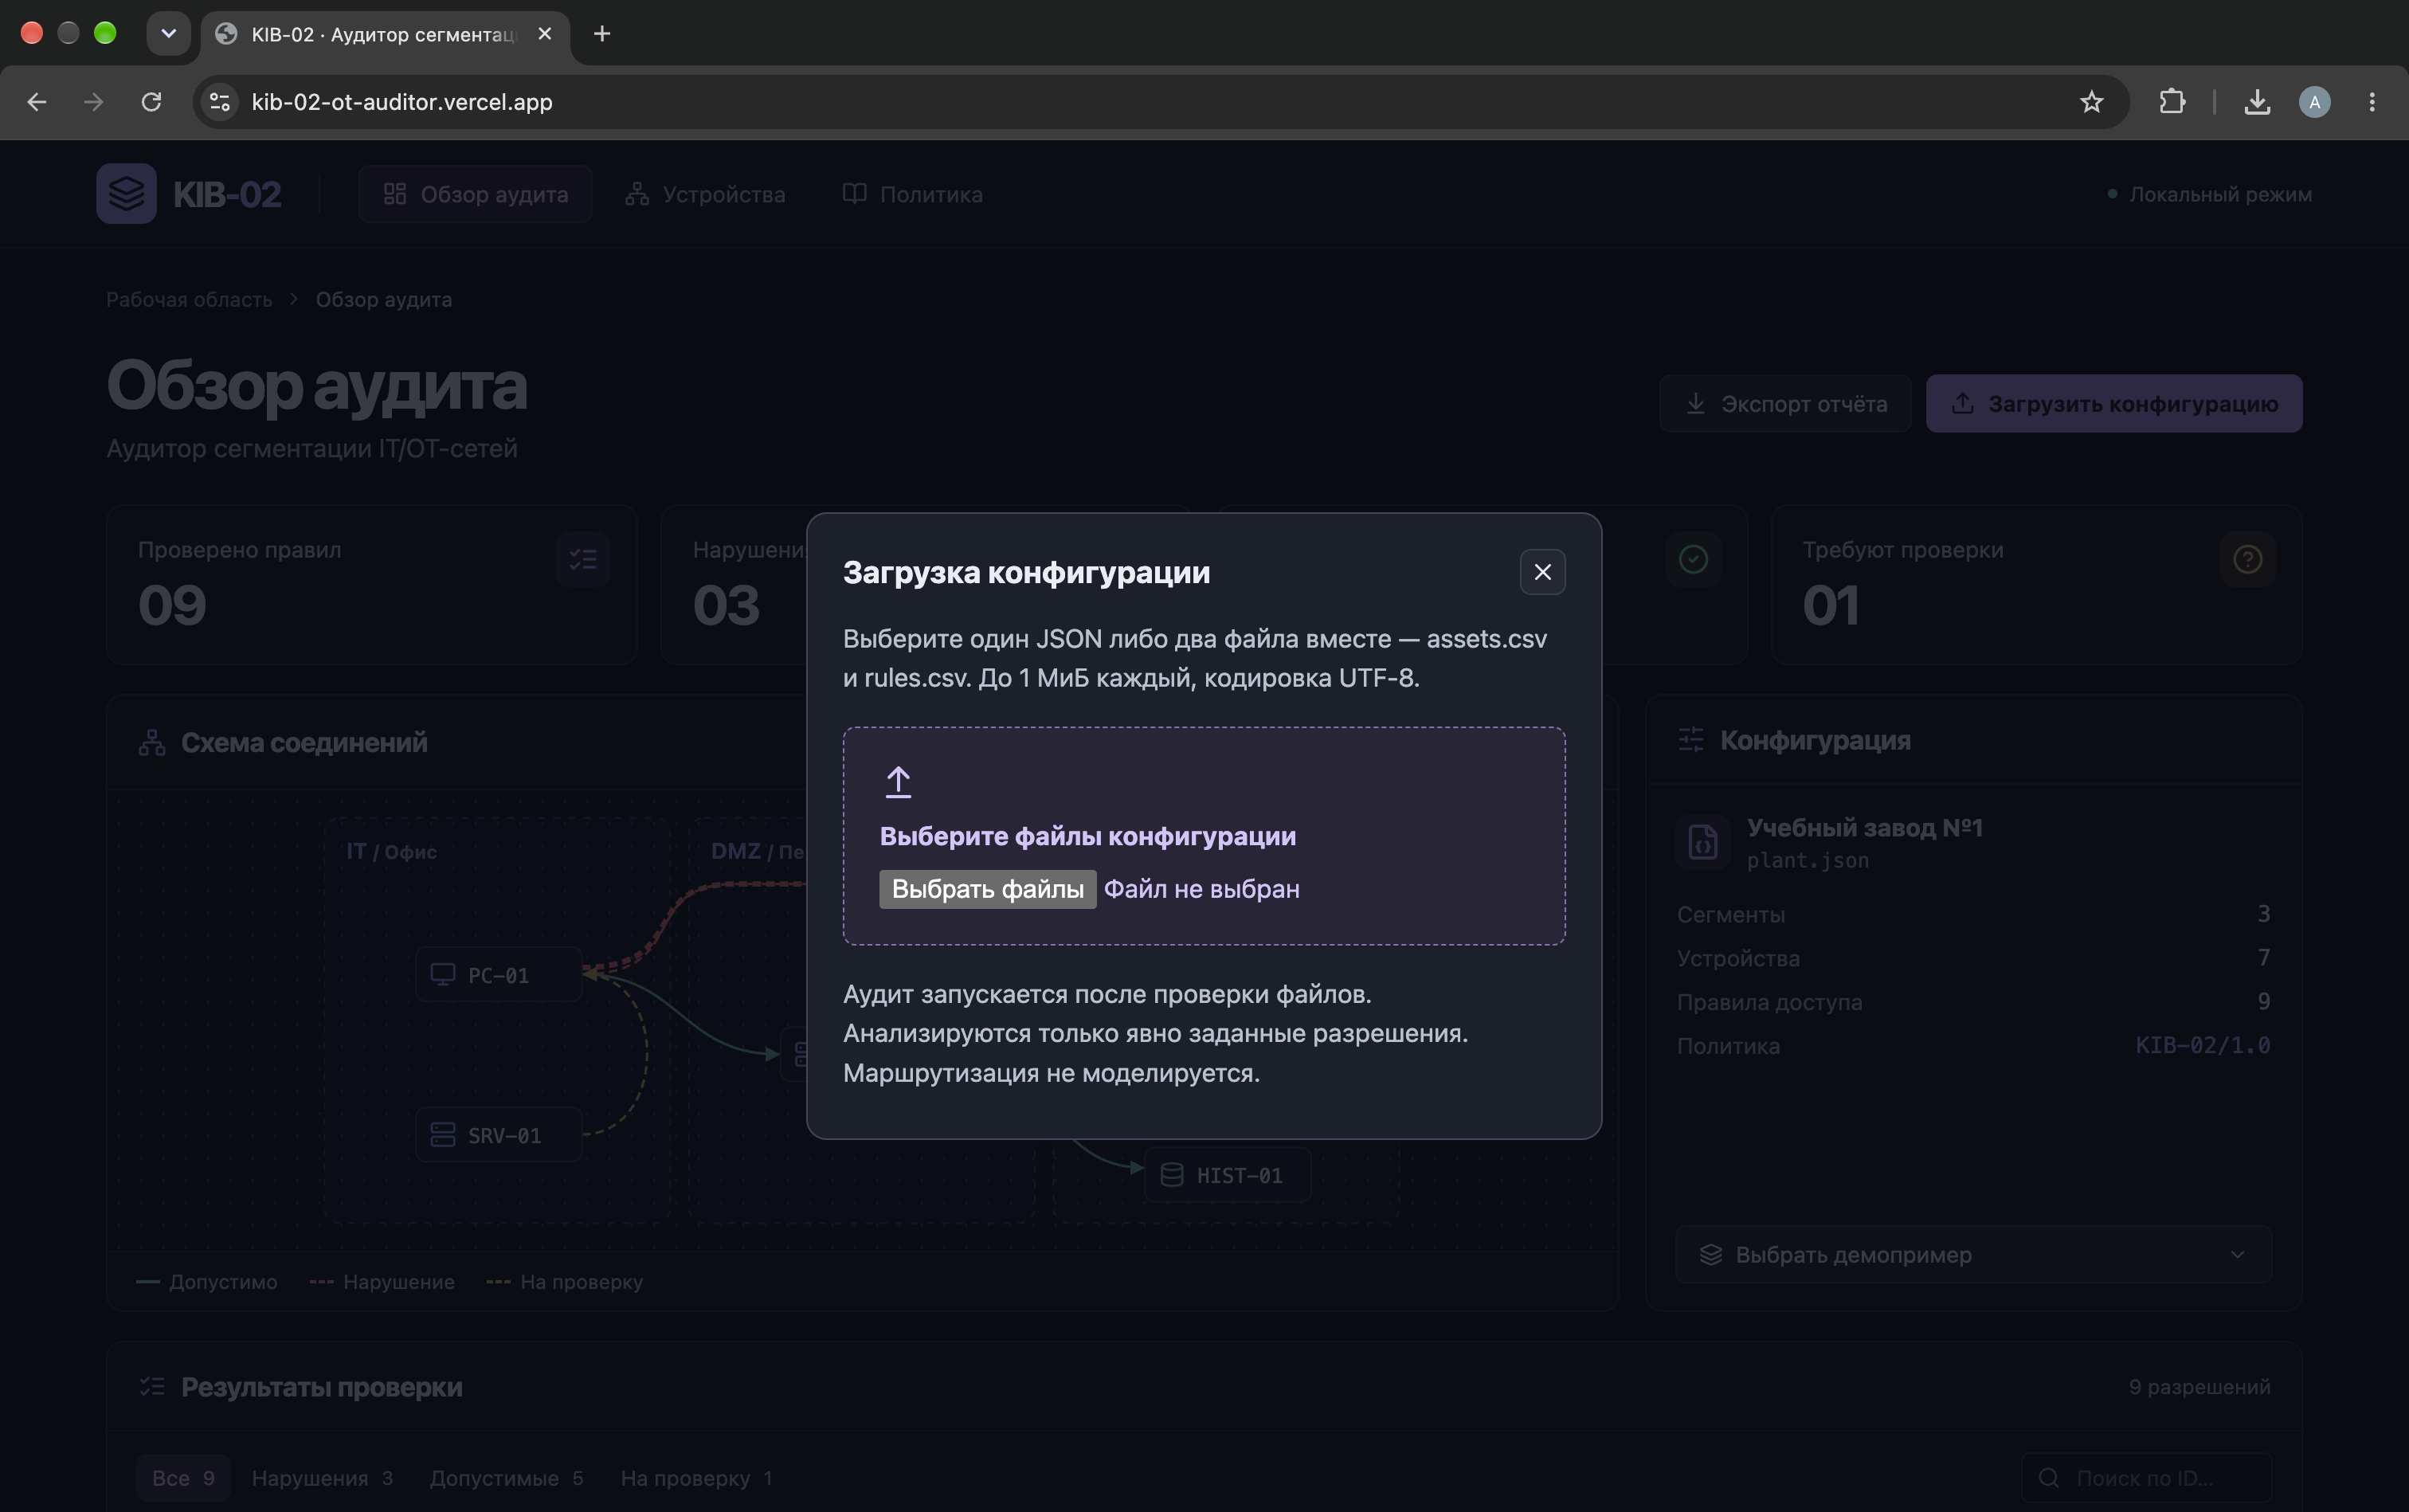 KIB-02 · Аудитор сегментац
kib-02-ot-auditor.vercel.app
A
KIB-02
Обзор аудита
Устройства
Политика
Локальный режим
Рабочая область
Обзор аудита
Обзор аудита
Аудитор сегментации IT/OT-сетей
Экспорт отчёта
Загрузить конфигурацию
Проверено правил
09
Нарушени
03
Требуют проверки
01
Загрузка конфигурации
Выберите один JSON либо два файла вместе — assets.csv
и rules.csv. До 1 МиБ каждый, кодировка UTF-8.
Выберите файлы конфигурации
Выбрать файлы Файл не выбран
Аудит запускается после проверки файлов.
Анализируются только явно заданные разрешения.
Маршрутизация не моделируется.
Схема соединений
IT / Офис
DMZ / Пе
PC-01
SRV-01
HIST-01
Допустимо
Нарушение
На проверку
Конфигурация
Учебный завод №1
plant.json
Сегменты 3
Устройства 7
Правила доступа 9
Политика KIB-02/1.0
Выбрать демопример
Результаты проверки
9 разрешений
Все 9
Нарушения 3
Допустимые 5
На проверку 1
Поиск по ID...